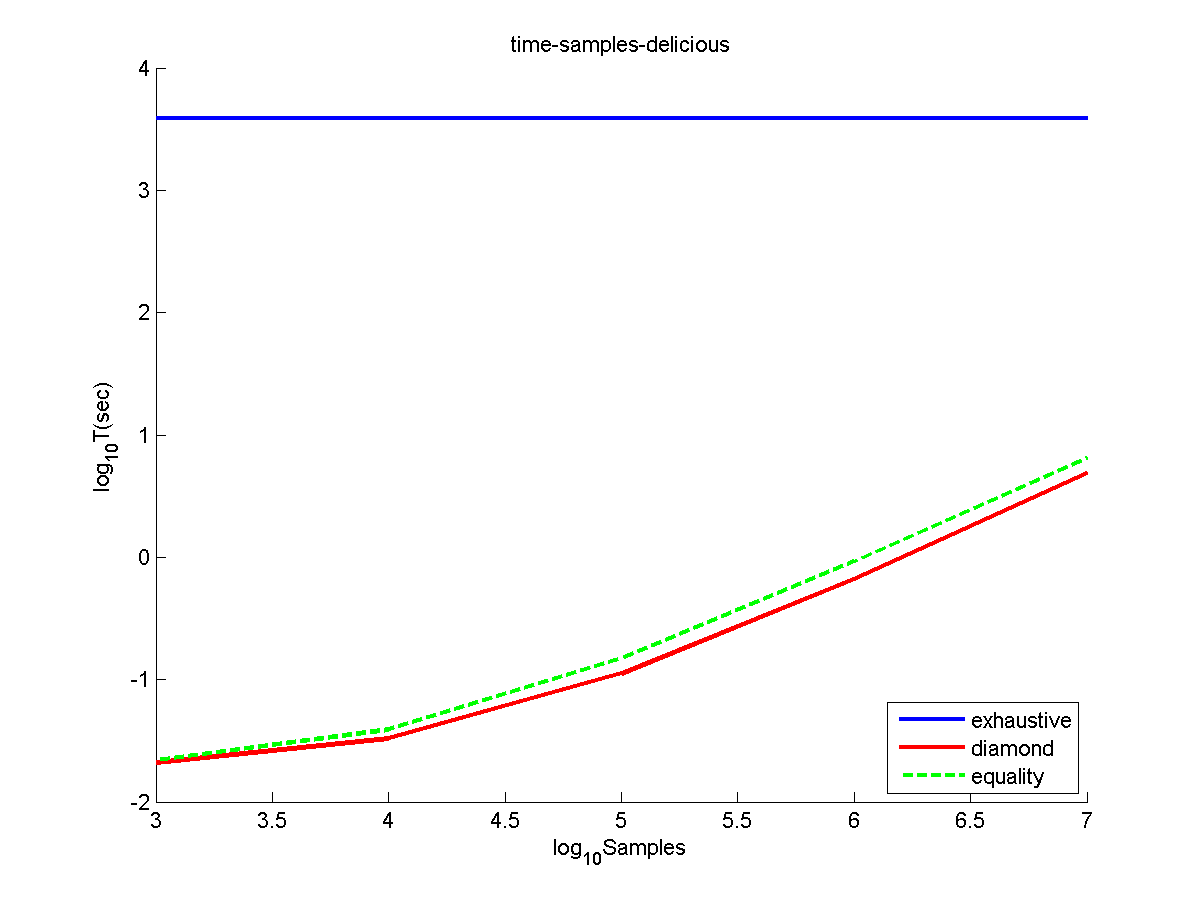 time-samples-delicious
4
3
2
1
0
-1
-2
log10T(sec)
3 3.5 4 4.5 5 5.5 6 6.5 7
log10Samples
exhaustive
diamond
equality